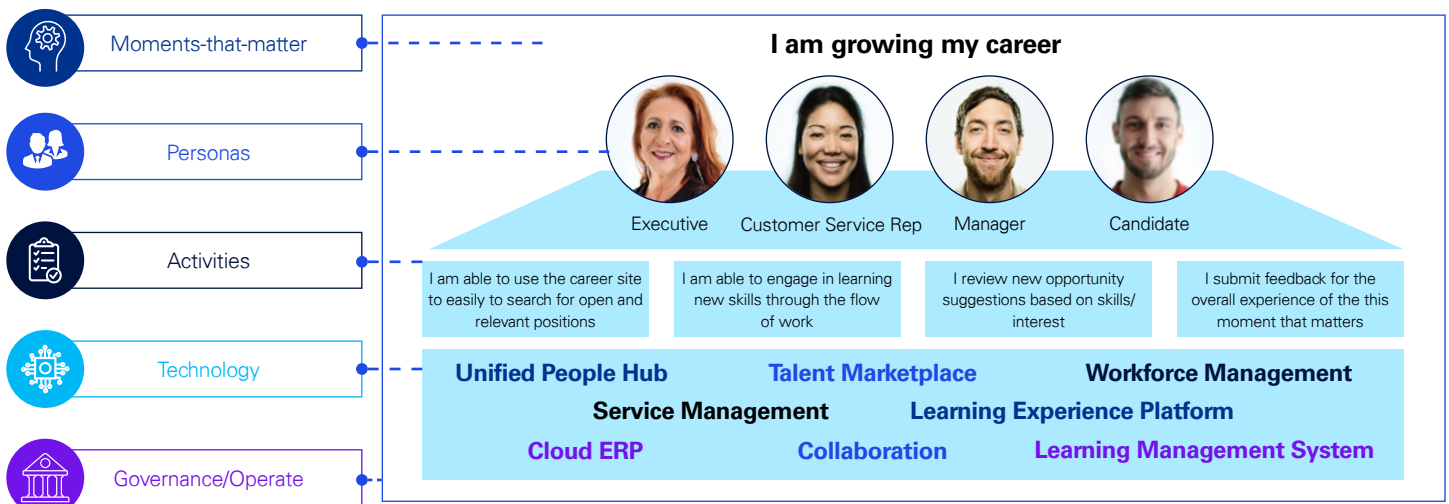 Moments-that-matter
I am growing my career
Personas
Executive
Customer Service Rep
Manager
Candidate
Activities
I am able to use the career site
to easily to search for open and
relevant positions
I am able to engage in learning
new skills through the flow
of work
I review new opportunity
suggestions based on skills/
interest
I submit feedback for the
overall experience of the this
moment that matters
Technology
Unified People Hub
Talent Marketplace
Workforce Management
Service Management
Learning Experience Platform
Cloud ERP
Collaboration
Learning Management System
Governance/Operate